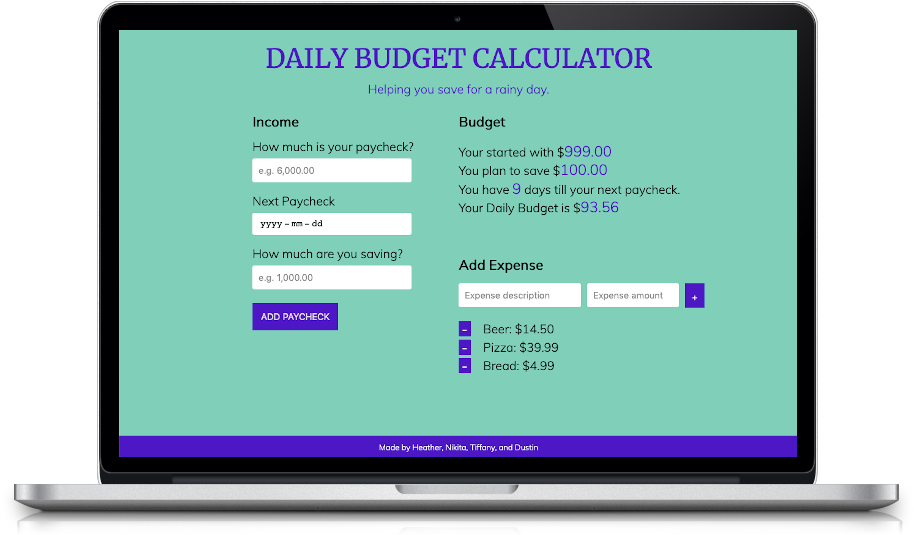 DAILY BUDGET CALCULATOR
Helping you save for a rainy day.
Income
How much is your paycheck?
e.g. 6,000.00
Next Paycheck
yyyy-mm-dd
How much are you saving?
e.g. 1,000.00
ADD PAYCHECK
Budget
Your started with $999.00
You plan to save $100.00
You have 9 days till your next paycheck.
Your Daily Budget is $93.56
Add Expense
Expense description Expense amount +
- Beer: $14.50
- Pizza: $39.99
- Bread: $4.99
Made by Heather, Nikita, Tiffany, and Dustin